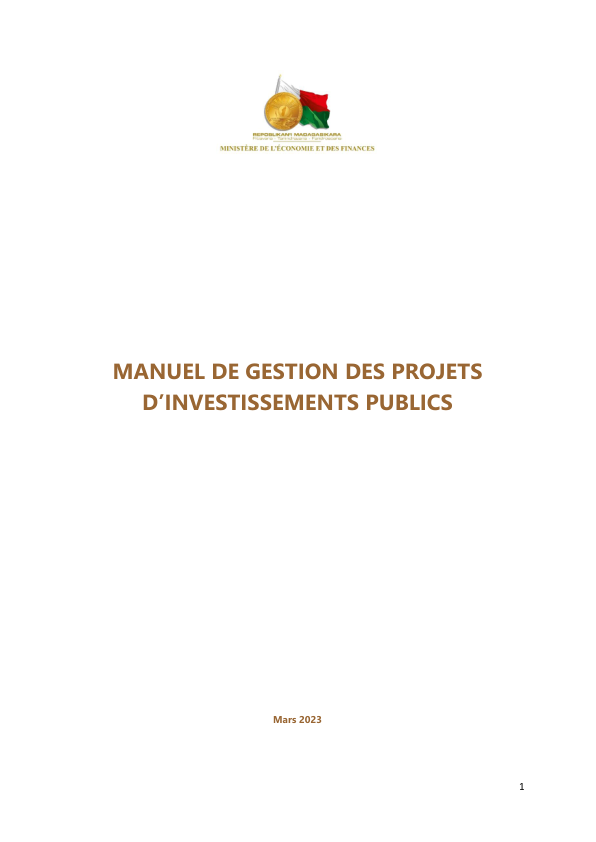 REPOBLIKAN'I MADAGASIKARA
Fitiavana - Tanindrazana - Fandrosoana
MINISTÈRE DE L'ÉCONOMIE ET DES FINANCES
MANUEL DE GESTION DES PROJETS
D’INVESTISSEMENTS PUBLICS
Mars 2023
1